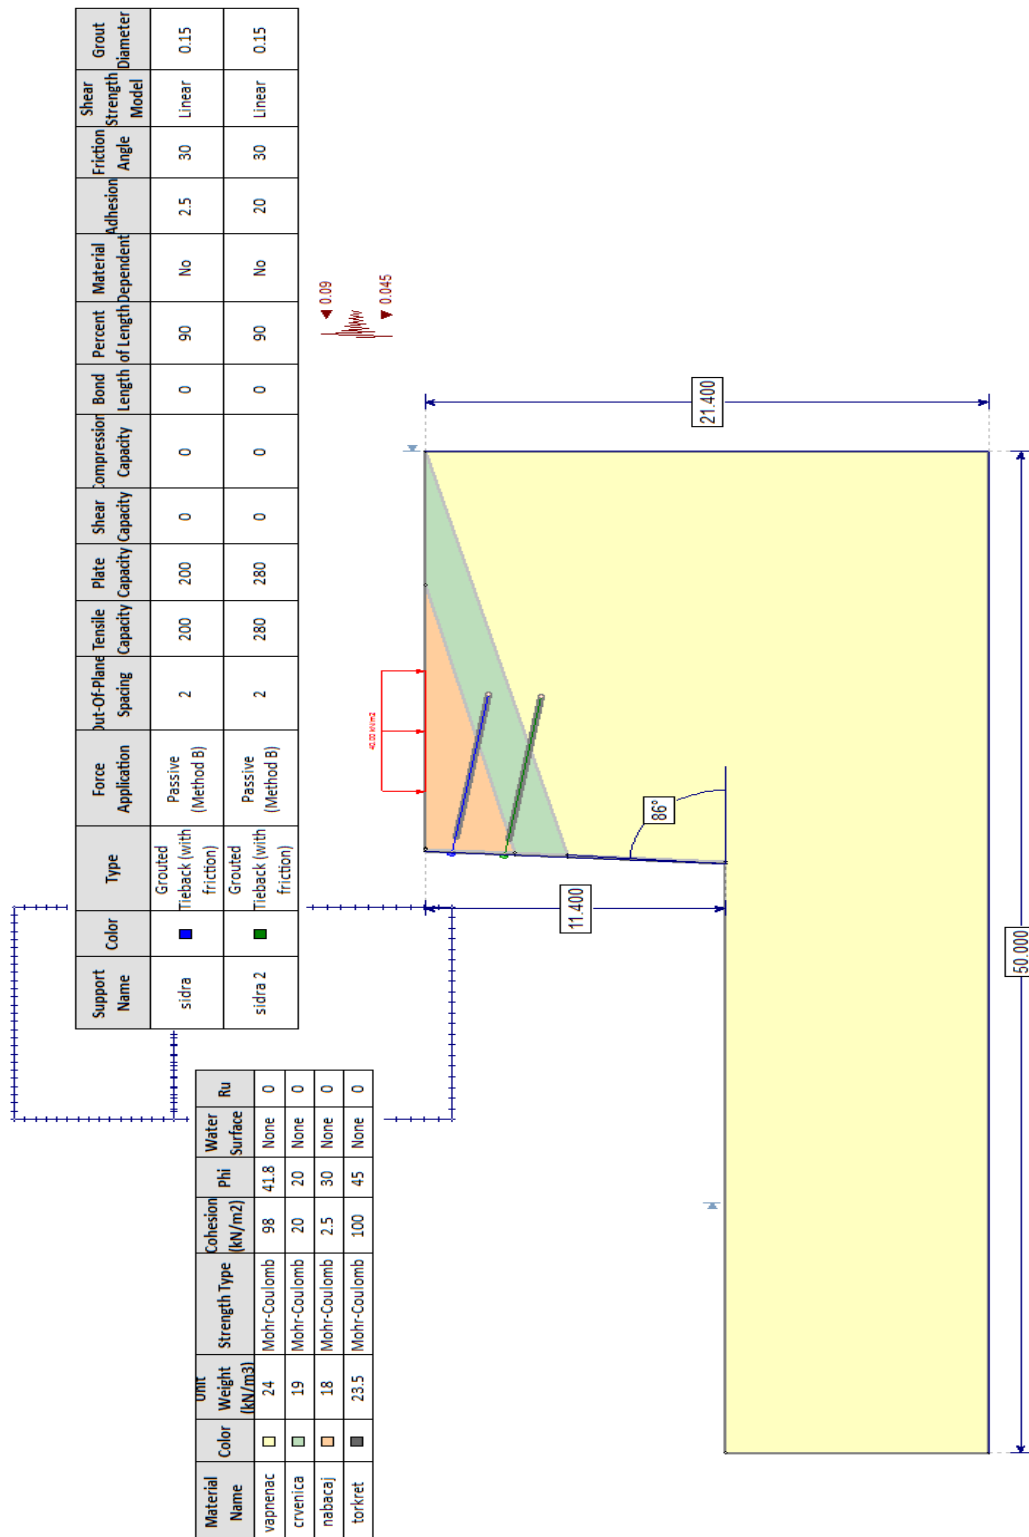 Support Name Color Type Force Application Out-Of-Plane Spacing Tensile Capacity Plate Capacity Shear Capacity Compression Capacity Bond Length Percent of Length Material Dependent Adhesion Friction Angle Shear Strength Model Grout Diameter
sidra Grouted Tieback (with friction) Passive (Method B) 2 200 200 0 0 0 90 No 2.5 30 Linear 0.15
sidra 2 Grouted Tieback (with friction) Passive (Method B) 2 280 280 0 0 0 90 No 20 30 Linear 0.15
Material Name Color Unit Weight (kN/m3) Strength Type Cohesion (kN/m2) Phi Water Surface Ru
vapnenac 24 Mohr-Coulomb 98 41.8 None 0
crvenica 19 Mohr-Coulomb 20 20 None 0
nabacaj 18 Mohr-Coulomb 2.5 30 None 0
torkret 23.5 Mohr-Coulomb 100 45 None 0
0.09
0.045
40.00 kN/m2
21.400
86°
11.400
50.000